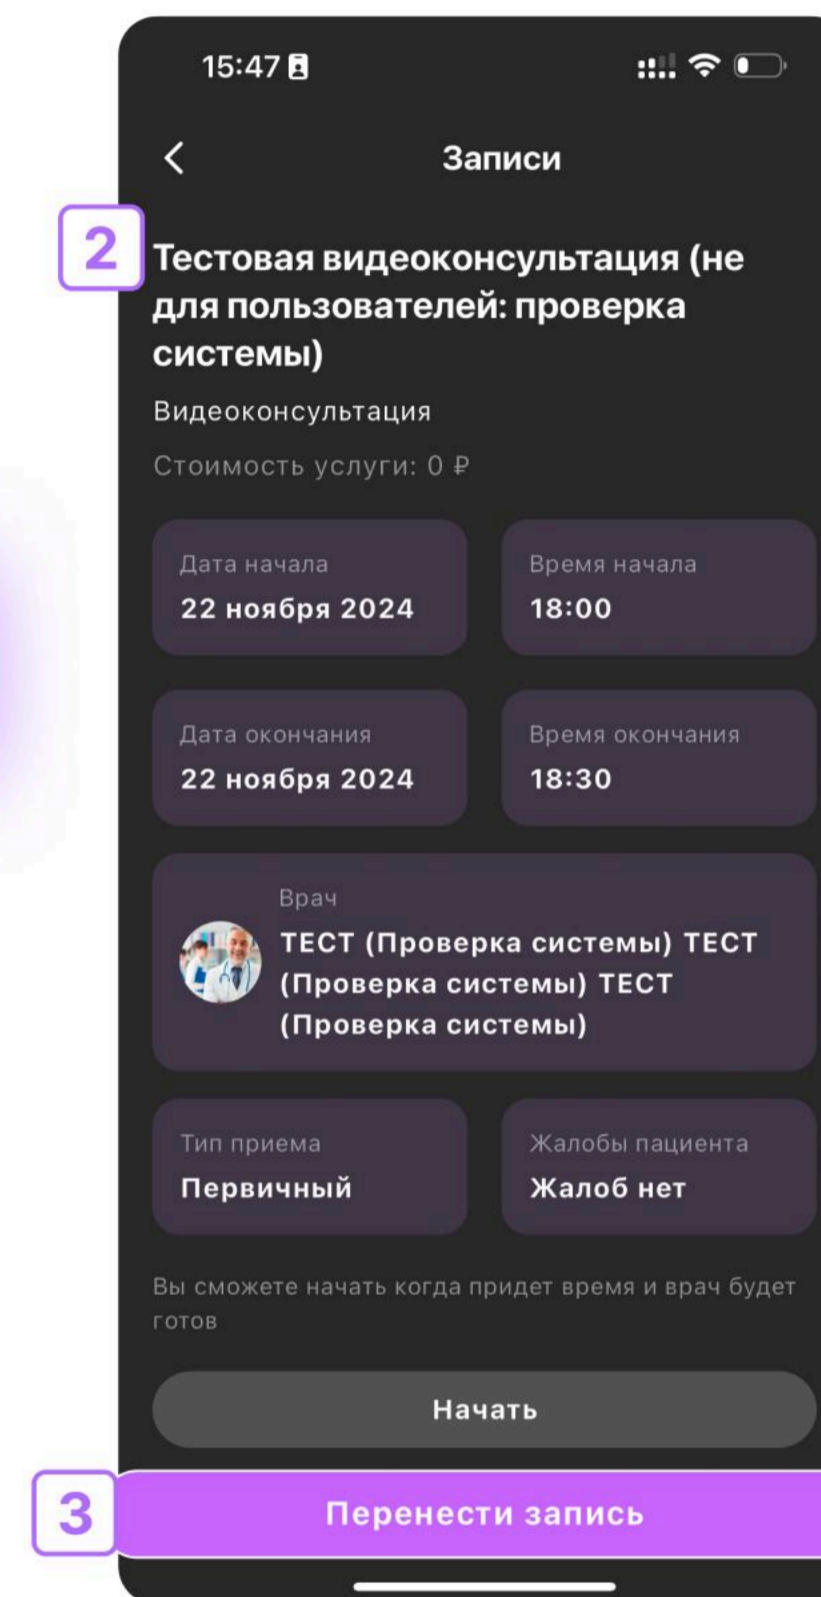 15:47
Записи
2
Тестовая видеоконсультация (не
для пользователей: проверка
системы)
Видеоконсультация
Стоимость услуги: 0 ₽
Дата начала
22 ноября 2024
Время начала
18:00
Дата окончания
22 ноября 2024
Время окончания
18:30
Врач
ТЕСТ (Проверка системы) ТЕСТ
(Проверка системы) ТЕСТ
(Проверка системы)
Тип приема
Первичный
Жалобы пациента
Жалоб нет
Вы сможете начать когда придет время и врач будет
готов
Начать
3
Перенести запись